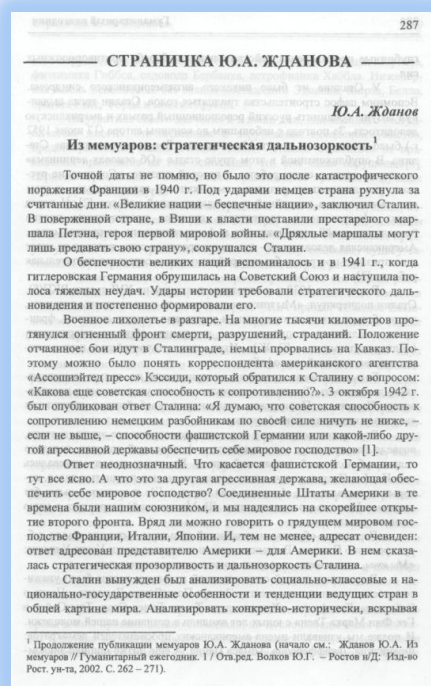 287
СТРАНИЧКА Ю.А. ЖДАНОВА
Ю.А. Жданов
Из мемуаров: стратегическая дальнозоркость¹
Точной даты не помню, но было это после катастрофического
поражения Франции в 1940 г. Под ударами немцев страна рухнула за
считанные дни. «Великие нации – беспечные нации», заключил Сталин.
В поверженной стране, в Виши к власти поставили престарелого мар-
шала Петэна, героя первой мировой войны. «Дряхлые маршалы могут
лишь предавать свою страну», сокрушался Сталин.
О беспечности великих наций вспоминалось и в 1941 г., когда
гитлеровская Германия обрушилась на Советский Союз и наступила по-
лоса тяжелых неудач. Удары истории требовали стратегического даль-
новидения и постепенно формировали его.
Военное лихолетье в разгаре. На многие тысячи километров про-
тянулся огненный фронт смерти, разрушений, страданий. Положение
отчаянное: бои идут в Сталинграде, немцы прорвались на Кавказ. По-
этому можно было понять корреспондента американского агентства
«Ассошиэйтед пресс» Кэссиди, который обратился к Сталину с вопросом:
«Какова еще советская способность к сопротивлению?». 3 октября 1942 г.
был опубликован ответ Сталина: «Я думаю, что советская способность к
сопротивлению немецким разбойникам по своей силе ничуть не ниже, –
если не выше, – способности фашистской Германии или какой-либо дру-
гой агрессивной державы обеспечить себе мировое господство» [1].
Ответ неоднозначный. Что касается фашистской Германии, то
тут все ясно. А что это за другая агрессивная держава, желающая обес-
печить себе мировое господство? Соединенные Штаты Америки в те
времена были нашим союзником, и мы надеялись на скорейшее откры-
тие второго фронта. Вряд ли можно говорить о грядущем мировом гос-
подстве Франции, Италии, Японии. И, тем не менее, адресат очевиден:
ответ адресован представителю Америки – для Америки. В нем сказа-
лась стратегическая прозорливость и дальнозоркость Сталина.
Сталин вынужден был анализировать социально-классовые и на-
ционально-государственные особенности и тенденции ведущих стран в
общей картине мира. Анализировать конкретно-исторически, вскрывая
¹ Продолжение публикации мемуаров Ю.А. Жданова (начало см.: Жданов Ю.А. Из
мемуаров // Гуманитарный ежегодник. 1 / Отв.ред. Волков Ю.Г. – Ростов н/Д: Изд-во
Рост. ун-та, 2002. С. 262 – 271).